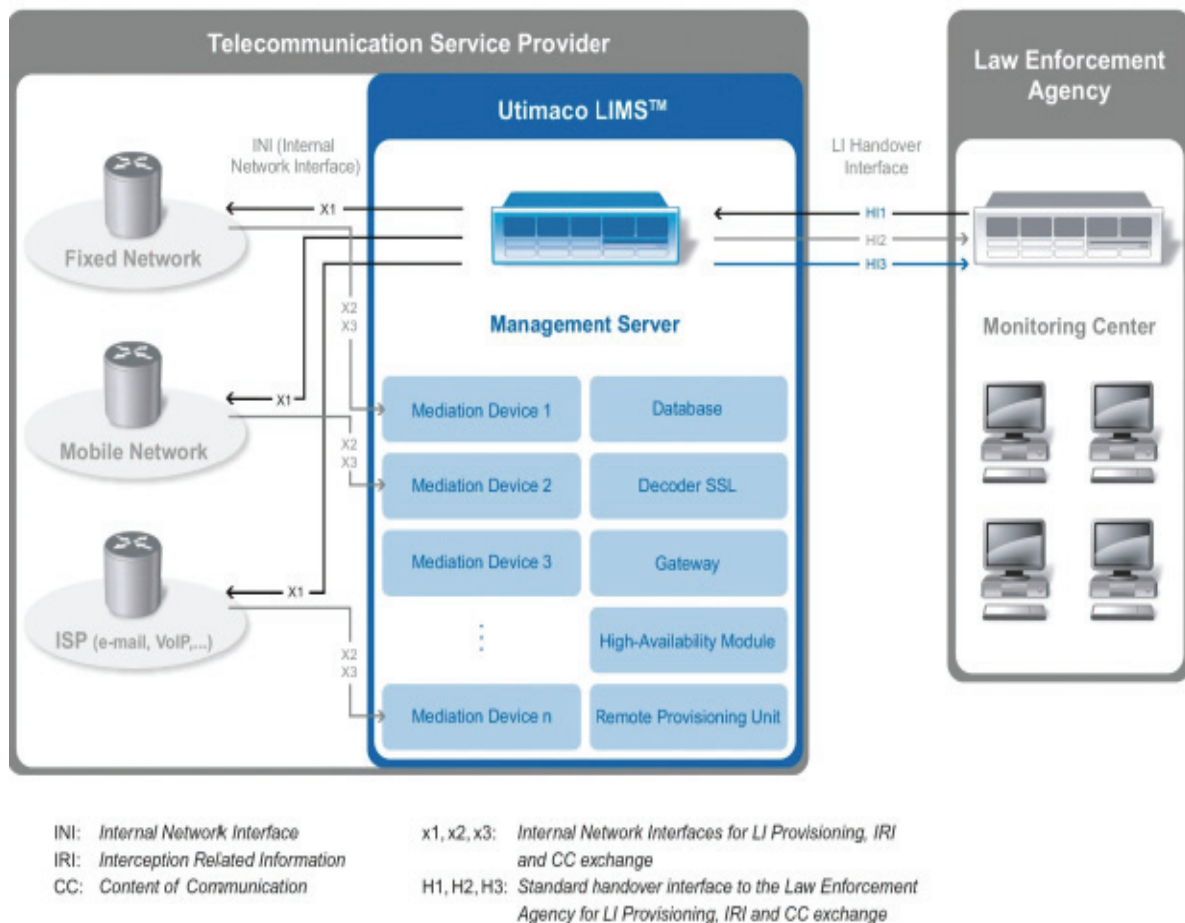 Telecommunication Service Provider
Law Enforcement
Agency
Utimaco LIMS™
INI (Internal
Network Interface)
LI Handover
Interface
X1
HI1
HI2
HI3
Fixed Network
X2
X3
Management Server
Monitoring Center
X1
Mobile Network
X2
X3
Mediation Device 1
Database
Mediation Device 2
Decoder SSL
Mediation Device 3
Gateway
X1
ISP (e-mail, VoIP,...)
X2
X3
⋮
High-Availability Module
Mediation Device n
Remote Provisioning Unit
INI: Internal Network Interface
IRI: Interception Related Information
CC: Content of Communication
x1, x2, x3: Internal Network Interfaces for LI Provisioning, IRI
and CC exchange
H1, H2, H3: Standard handover interface to the Law Enforcement
Agency for LI Provisioning, IRI and CC exchange